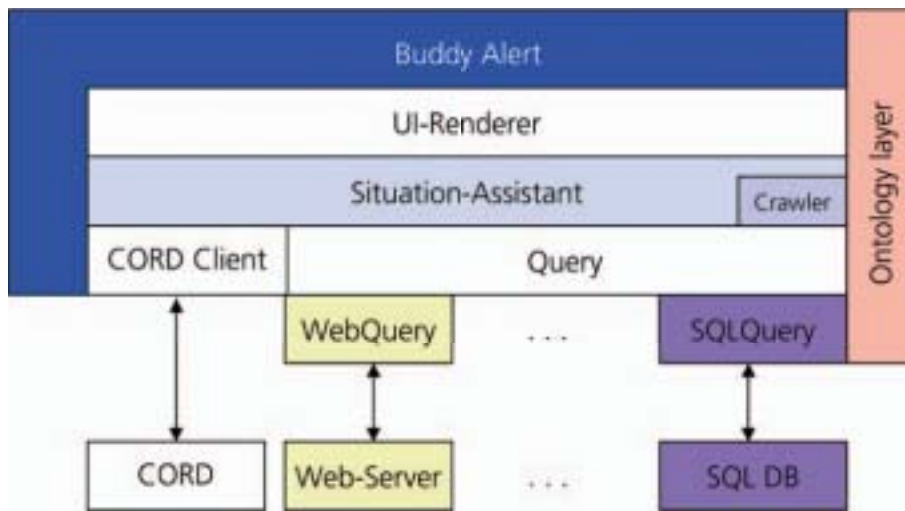 Buddy Alert
UI-Renderer
Situation-Assistant
Crawler
CORD Client
Query
Ontology layer
WebQuery
. . .
SQLQuery
CORD
Web-Server
. . .
SQL DB